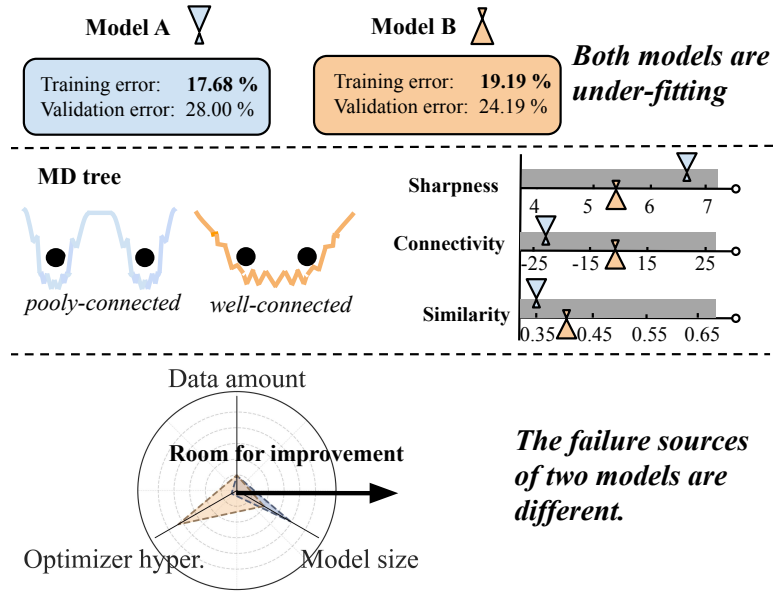 Model A
Model B
Training error: 17.68 %
Validation error: 28.00 %
Training error: 19.19 %
Validation error: 24.19 %
Both models are
under-fitting
MD tree
pooly-connected
well-connected
Sharpness
4 5 6 7
Connectivity
-25 -15 15 25
Similarity
0.35 0.45 0.55 0.65
Data amount
Room for improvement
Optimizer hyper.
Model size
The failure sources
of two models are
different.